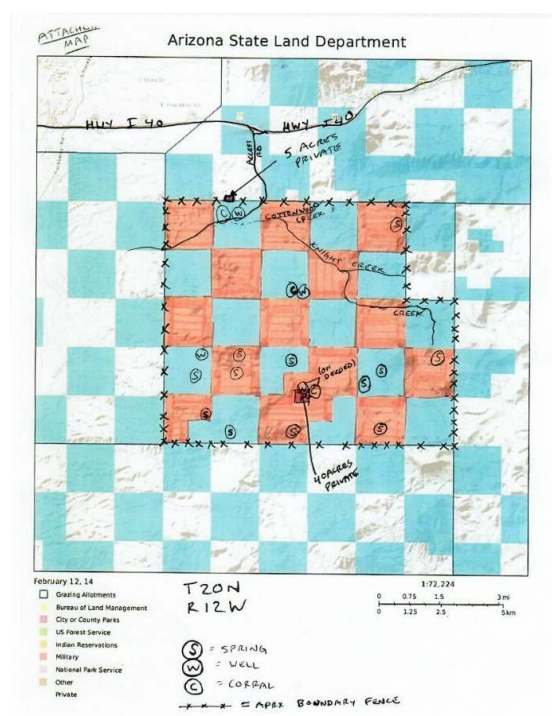 ATTACHED
MAP
Arizona State Land Department
HWY I 40
HWY I 40
ACCESS
RD
5 ACRES
PRIVATE
C W
COTTONWOOD
CREEK
S
KNIGHT CREEK
C W
CREEK
W S
S S
S
(ON
DEEDED)
S
S
S
W C
S
S
S
S
40 ACRES
PRIVATE
February 12, 14
Grazing Allotments
Bureau of Land Management
City or County Parks
US Forest Service
Indian Reservations
Military
National Park Service
Other
Private
T20N
R12W
1:72,224
0 0.75 1.5 3 mi
0 1.25 2.5 5 km
S = SPRING
W = WELL
C = CORRAL
x x x = APRX BOUNDARY FENCE